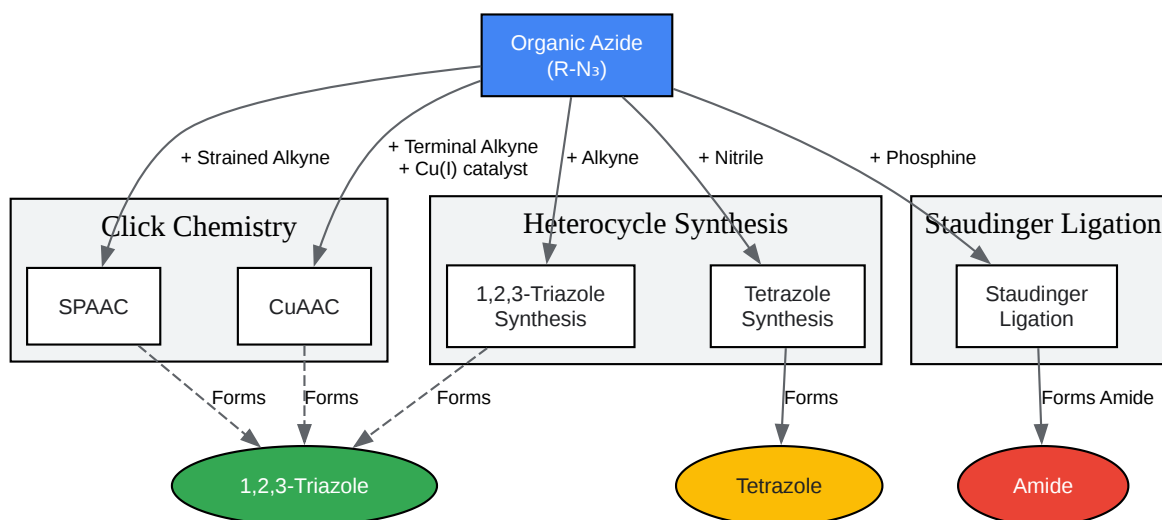 Organic Azide
(R-N₃)
+ Strained Alkyne
+ Terminal Alkyne
+ Cu(I) catalyst
+ Alkyne
+ Nitrile
+ Phosphine
Click Chemistry
Heterocycle Synthesis
Staudinger Ligation
SPAAC
CuAAC
1,2,3-Triazole
Synthesis
Tetrazole
Synthesis
Staudinger
Ligation
Forms
Forms
Forms
Forms
Forms Amide
1,2,3-Triazole
Tetrazole
Amide